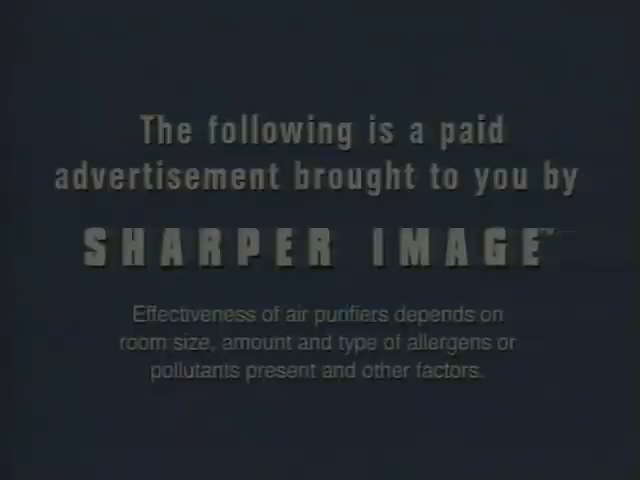 The following is a paid
advertisement brought to you by
SHARPER IMAGE™
Effectiveness of air purifiers depends on
room size, amount and type of allergens or
pollutants present and other factors.